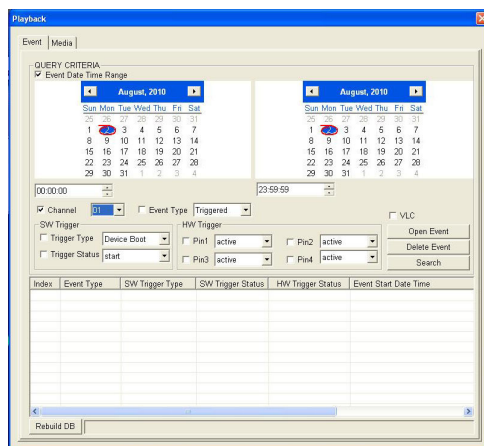 Playback
Event Media
QUERY CRITERIA
Event Date Time Range
August, 2010 August, 2010
Sun Mon Tue Wed Thu Fri Sat Sun Mon Tue Wed Thu Fri Sat
25 26 27 28 29 30 31 25 26 27 28 29 30 31
1 2 3 4 5 6 7 1 2 3 4 5 6 7
8 9 10 11 12 13 14 8 9 10 11 12 13 14
15 16 17 18 19 20 21 15 16 17 18 19 20 21
22 23 24 25 26 27 28 22 23 24 25 26 27 28
29 30 31 1 2 3 4 29 30 31 1 2 3 4
00:00:00 23:59:59
Channel 01 Event Type Triggered VLC
SW Trigger HW Trigger
Trigger Type Device Boot Pin1 active Pin2 active Open Event
Trigger Status start Pin3 active Pin4 active Delete Event
Search
Index Event Type SW Trigger Type SW Trigger Status HW Trigger Status Event Start Date Time
Rebuild DB